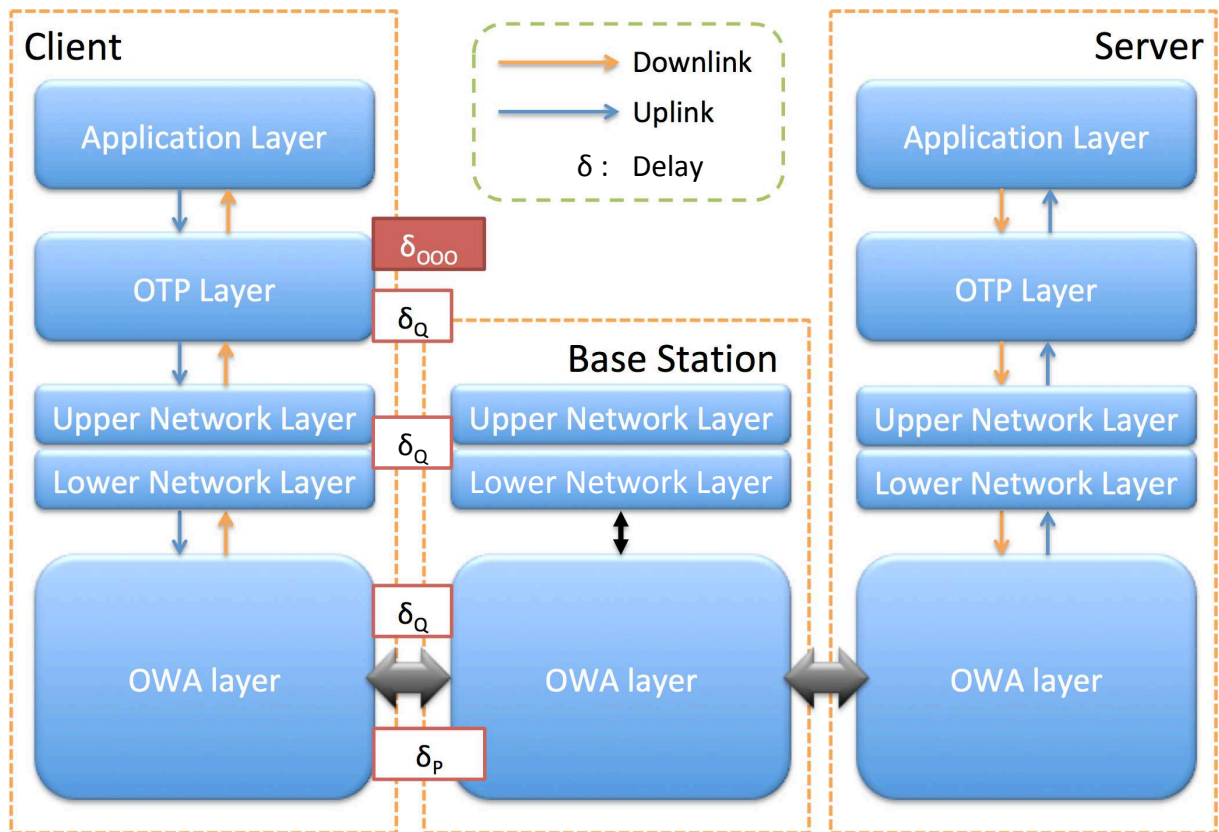 Client
Application Layer
OTP Layer
Upper Network Layer
Lower Network Layer
OWA layer
Downlink
Uplink
δ : Delay
δOOO
δQ
δQ
δQ
δP
Base Station
Upper Network Layer
Lower Network Layer
OWA layer
Server
Application Layer
OTP Layer
Upper Network Layer
Lower Network Layer
OWA layer